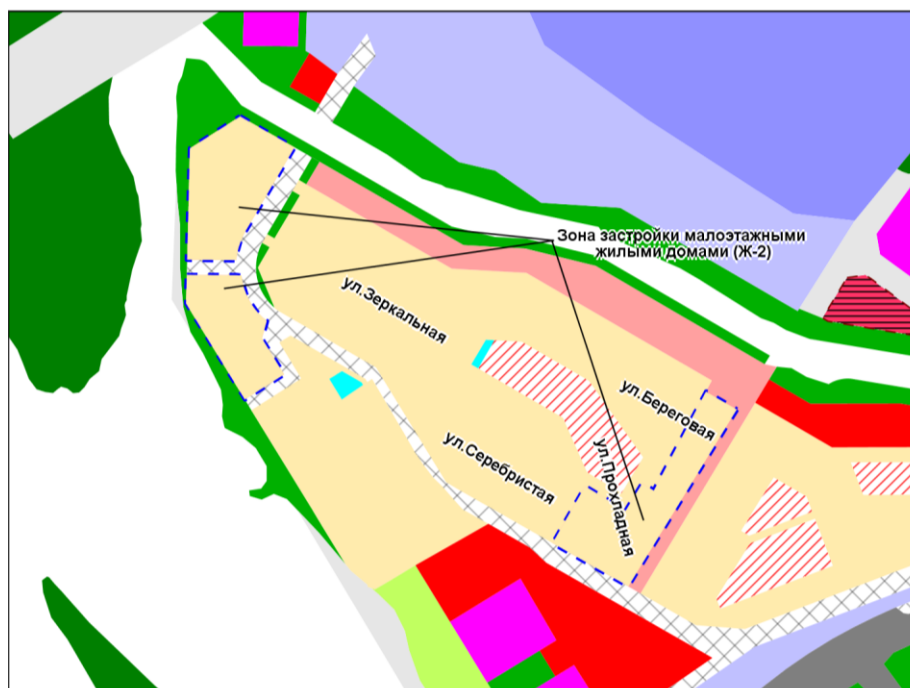 Зона застройки малоэтажными
жилыми домами (Ж-2)
ул.Зеркальная
ул.Береговая
ул.Серебристая
ул.Прохладная